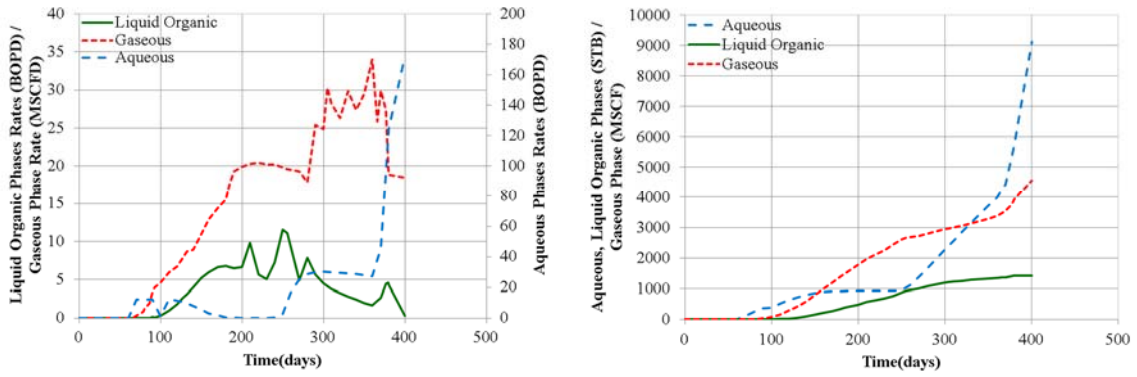 Liquid Organic Phases Rates (BOPD) /
Gaseous Phase Rate (MSCFD)
40
35
30
25
20
15
10
5
0
Liquid Organic
Gaseous
Aqueous
200
180
160
140
120
100
80
60
40
20
0
Aqueous Phases Rates (BOPD)
0 100 200 300 400 500
Time(days)
Aqueous, Liquid Organic Phases (STB) /
Gaseous Phase (MSCF)
10000
9000
8000
7000
6000
5000
4000
3000
2000
1000
0
Aqueous
Liquid Organic
Gaseous
0 100 200 300 400 500
Time(days)